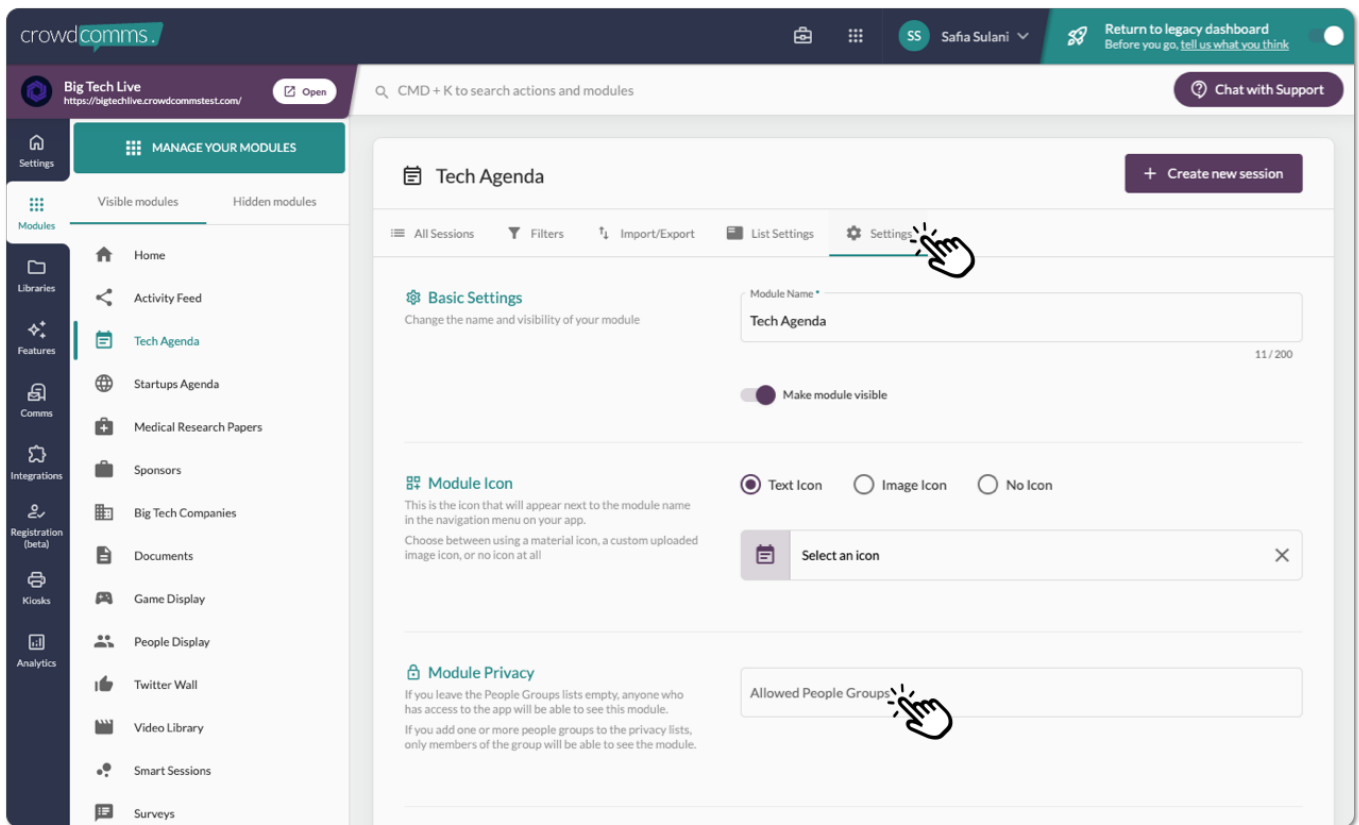 crowdcomms.
SS
Safia Sulani
Return to legacy dashboard
Before you go, tell us what you think
Big Tech Live
https://bigtechlive.crowdcommstest.com/
Open
CMD + K to search actions and modules
Chat with Support
Settings
Modules
Libraries
Features
Comms
Integrations
Registration
(beta)
Kiosks
Analytics
MANAGE YOUR MODULES
Visible modules
Hidden modules
Home
Activity Feed
Tech Agenda
Startups Agenda
Medical Research Papers
Sponsors
Big Tech Companies
Documents
Game Display
People Display
Twitter Wall
Video Library
Smart Sessions
Surveys
Tech Agenda
+ Create new session
All Sessions
Filters
Import/Export
List Settings
Settings
Basic Settings
Change the name and visibility of your module
Module Name *
Tech Agenda
11 / 200
Make module visible
Module Icon
This is the icon that will appear next to the module name
in the navigation menu on your app.
Choose between using a material icon, a custom uploaded
image icon, or no icon at all
Text Icon
Image Icon
No Icon
Select an icon
Module Privacy
If you leave the People Groups lists empty, anyone who
has access to the app will be able to see this module.
If you add one or more people groups to the privacy lists,
only members of the group will be able to see the module.
Allowed People Groups